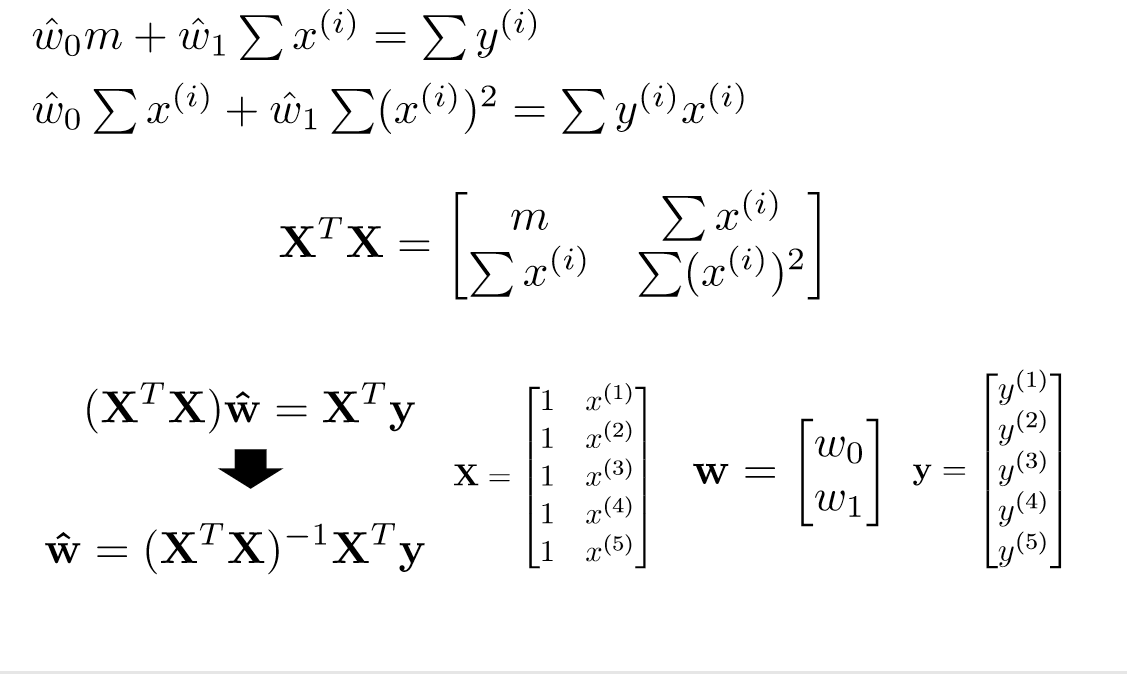 ŵ₀m + ŵ₁ ∑ x⁽ⁱ⁾ = ∑ y⁽ⁱ⁾
ŵ₀ ∑ x⁽ⁱ⁾ + ŵ₁ ∑(x⁽ⁱ⁾)² = ∑ y⁽ⁱ⁾x⁽ⁱ⁾
XᵀX = [m ∑ x⁽ⁱ⁾
∑ x⁽ⁱ⁾ ∑(x⁽ⁱ⁾)²]
(XᵀX)ŵ = Xᵀy
ŵ = (XᵀX)⁻¹Xᵀy
X = [1 x⁽¹⁾
1 x⁽²⁾
1 x⁽³⁾
1 x⁽⁴⁾
1 x⁽⁵⁾]
w = [w₀
w₁]
y = [y⁽¹⁾
y⁽²⁾
y⁽³⁾
y⁽⁴⁾
y⁽⁵⁾]